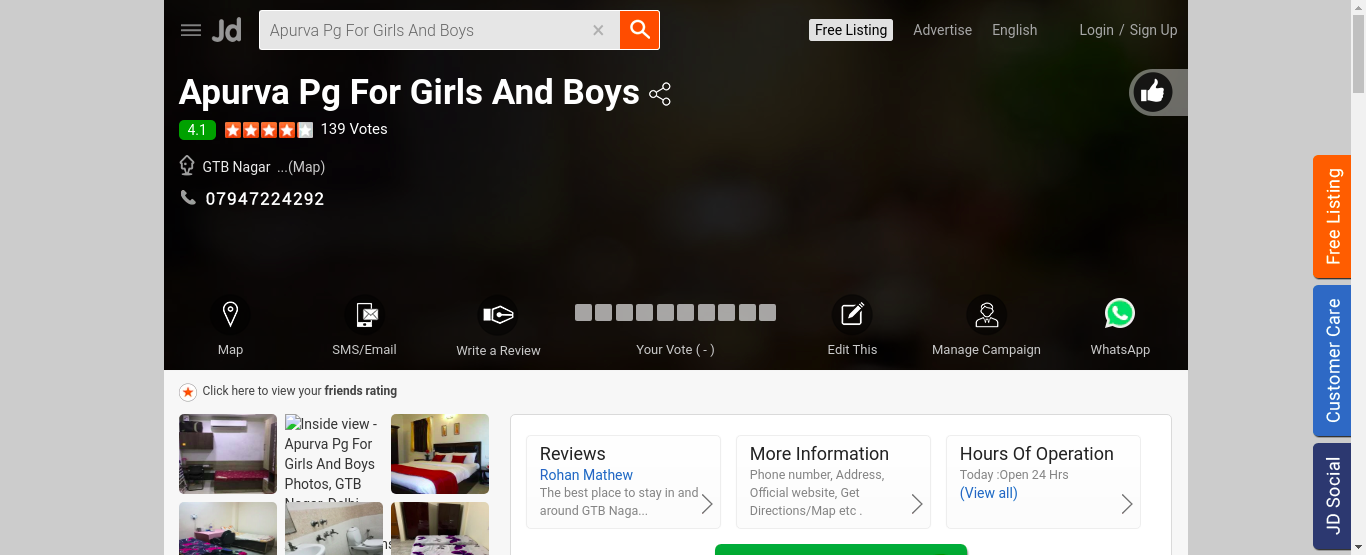 Jd
Apurva Pg For Girls And Boys
Free Listing
Advertise
English
Login / Sign Up
Apurva Pg For Girls And Boys
4.1
139 Votes
GTB Nagar ...(Map)
07947224292
Map
SMS/Email
Write a Review
Your Vote ( - )
Edit This
Manage Campaign
WhatsApp
Free Listing
Customer Care
JD Social
Click here to view your friends rating
Inside view -
Apurva Pg For
Girls And Boys
Photos, GTB
Reviews
Rohan Mathew
The best place to stay in and
around GTB Naga...
More Information
Phone number, Address,
Official website, Get
Directions/Map etc .
Hours Of Operation
Today :Open 24 Hrs
(View all)